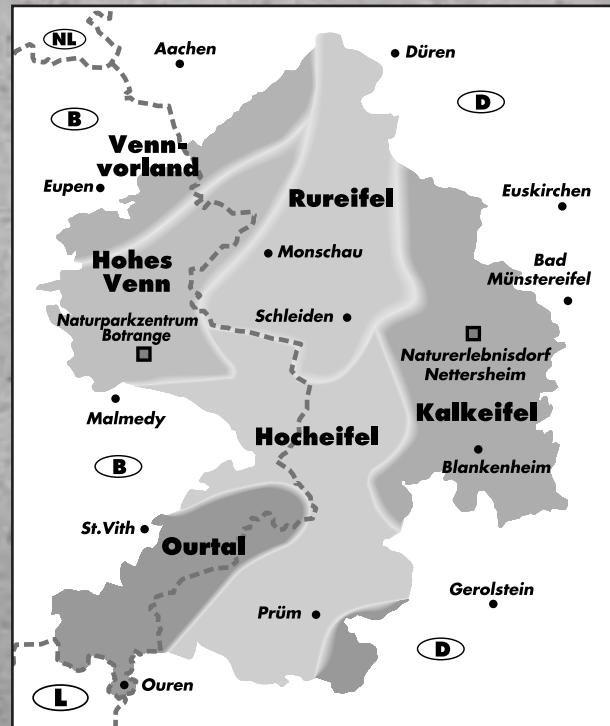 NL
Aachen
Düren
B
D
Venn-
vorland
Eupen
Rureifel
Euskirchen
Hohes
Venn
Monschau
Bad
Münstereifel
Naturparkzentrum
Botrange
Schleiden
Naturerlebnisdorf
Nettersheim
Malmedy
Hocheifel
Kalkeifel
B
Blankenheim
St.Vith
Ourtal
Prüm
Gerolstein
D
L
Ouren